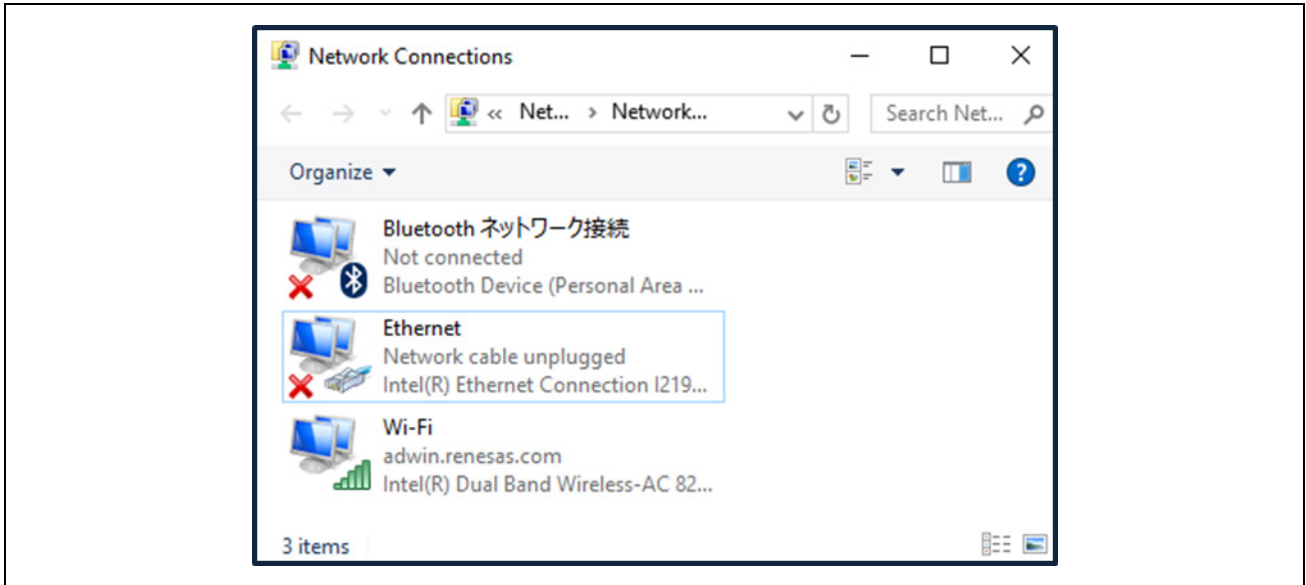 Network Connections
« Net... > Network...
Search Net...
Organize
Bluetooth ネットワーク接続
Not connected
Bluetooth Device (Personal Area ...
Ethernet
Network cable unplugged
Intel(R) Ethernet Connection I219...
Wi-Fi
adwin.renesas.com
Intel(R) Dual Band Wireless-AC 82...
3 items